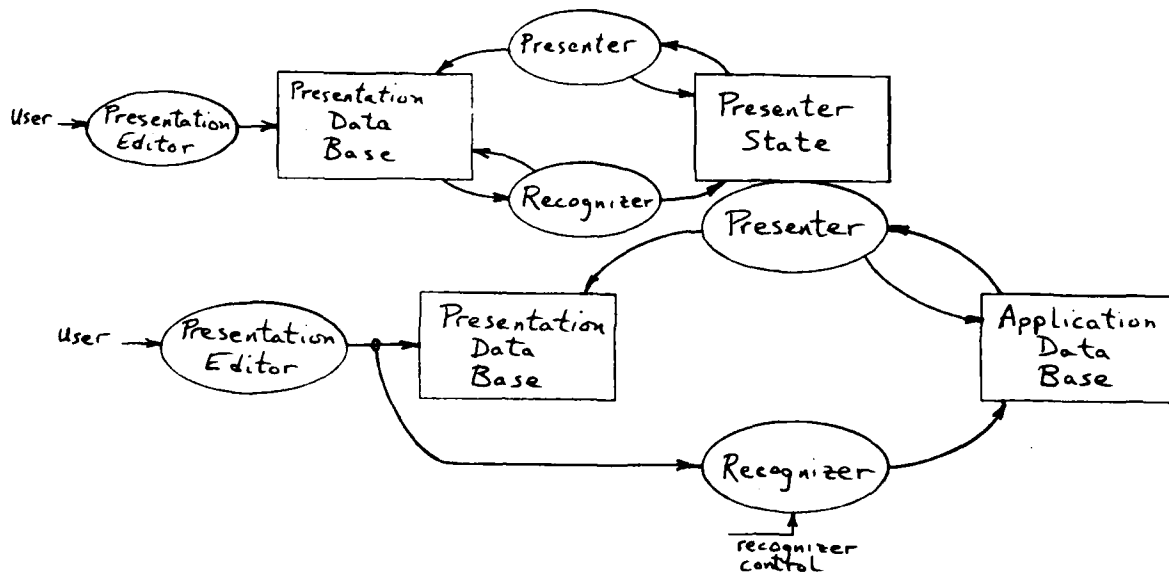 Presenter
User
Presentation
Editor
Presentation
Data
Base
Presenter
State
Recognizer
Presenter
User
Presentation
Editor
Presentation
Data
Base
Application
Data
Base
Recognizer
recognizer
control